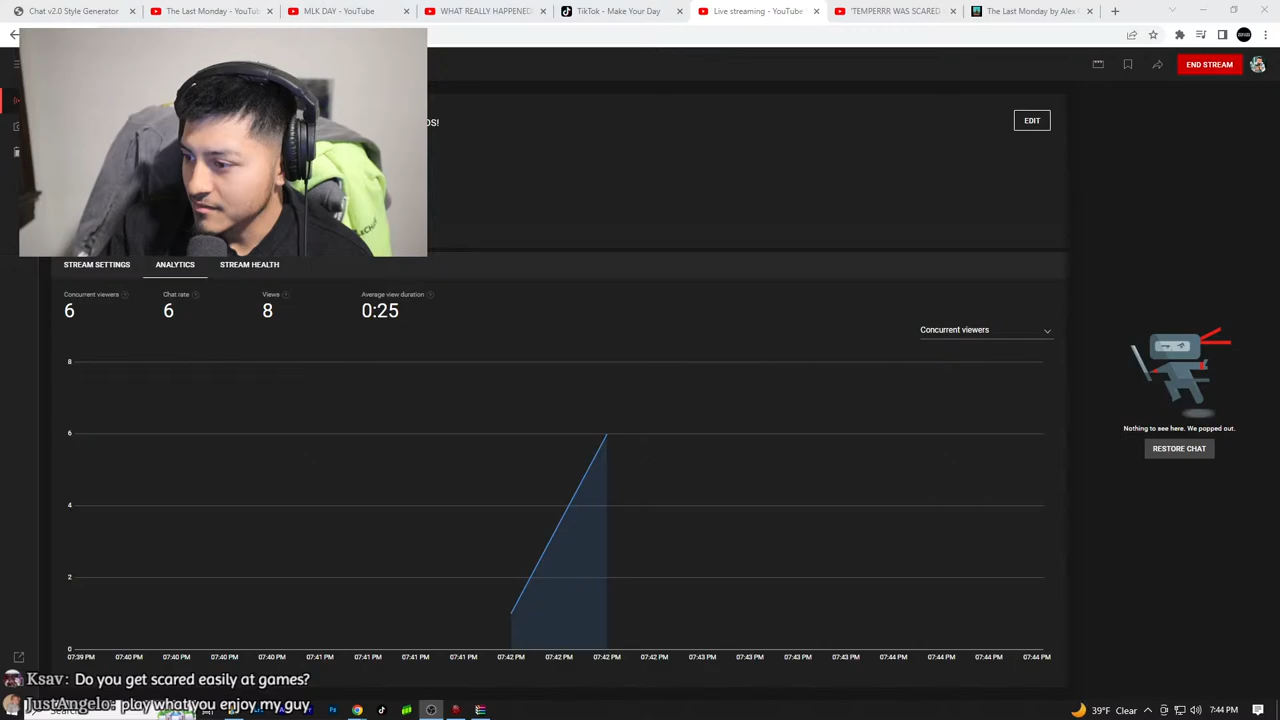 Chat v2.0 Style Generator
The Last Monday - YouTube
MLK DAY - YouTube
WHAT REALLY HAPPENED
TikTok - Make Your Day
Live streaming - YouTube
'TEMPERRR WAS SCARED
The Last Monday by Alex
END STREAM
EDIT
STREAM SETTINGS ANALYTICS STREAM HEALTH
Concurrent viewers Chat rate Views Average view duration
6 6 8 0:25
Concurrent viewers
8
6
4
2
0
07:39 PM 07:40 PM 07:40 PM 07:40 PM 07:40 PM 07:41 PM 07:41 PM 07:41 PM 07:41 PM 07:42 PM 07:42 PM 07:42 PM 07:42 PM 07:43 PM 07:43 PM 07:43 PM 07:43 PM 07:44 PM 07:44 PM 07:44 PM 07:44 PM
Nothing to see here. We popped out.
RESTORE CHAT
Ksav: Do you get scared easily at games?
JustAngelo: play what you enjoy my guy
39°F Clear 7:44 PM